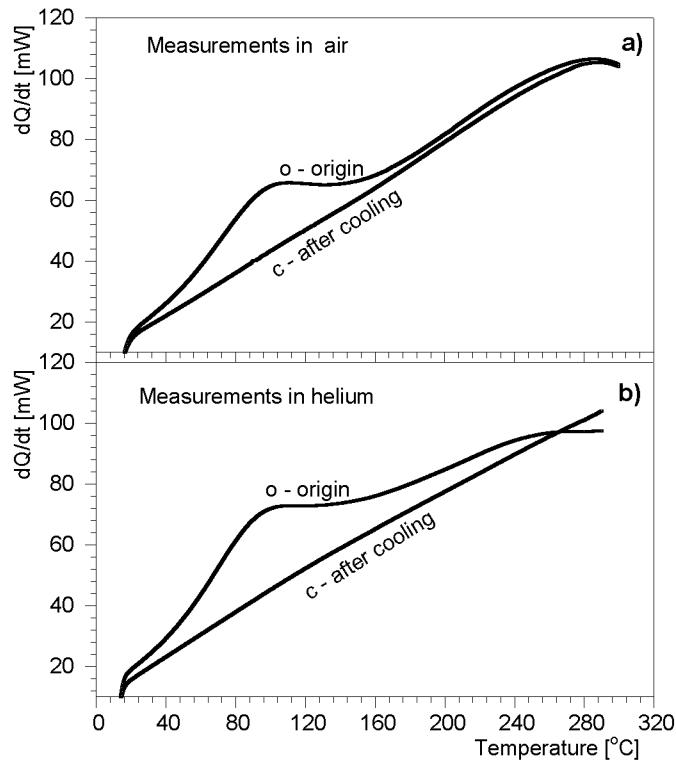 120
100
80
60
40
20
dQ/dt [mW]
Measurements in air
a)
o - origin
c - after cooling
120
100
80
60
40
20
dQ/dt [mW]
Measurements in helium
b)
o - origin
c - after cooling
0 40 80 120 160 200 240 280 320
Temperature [°C]